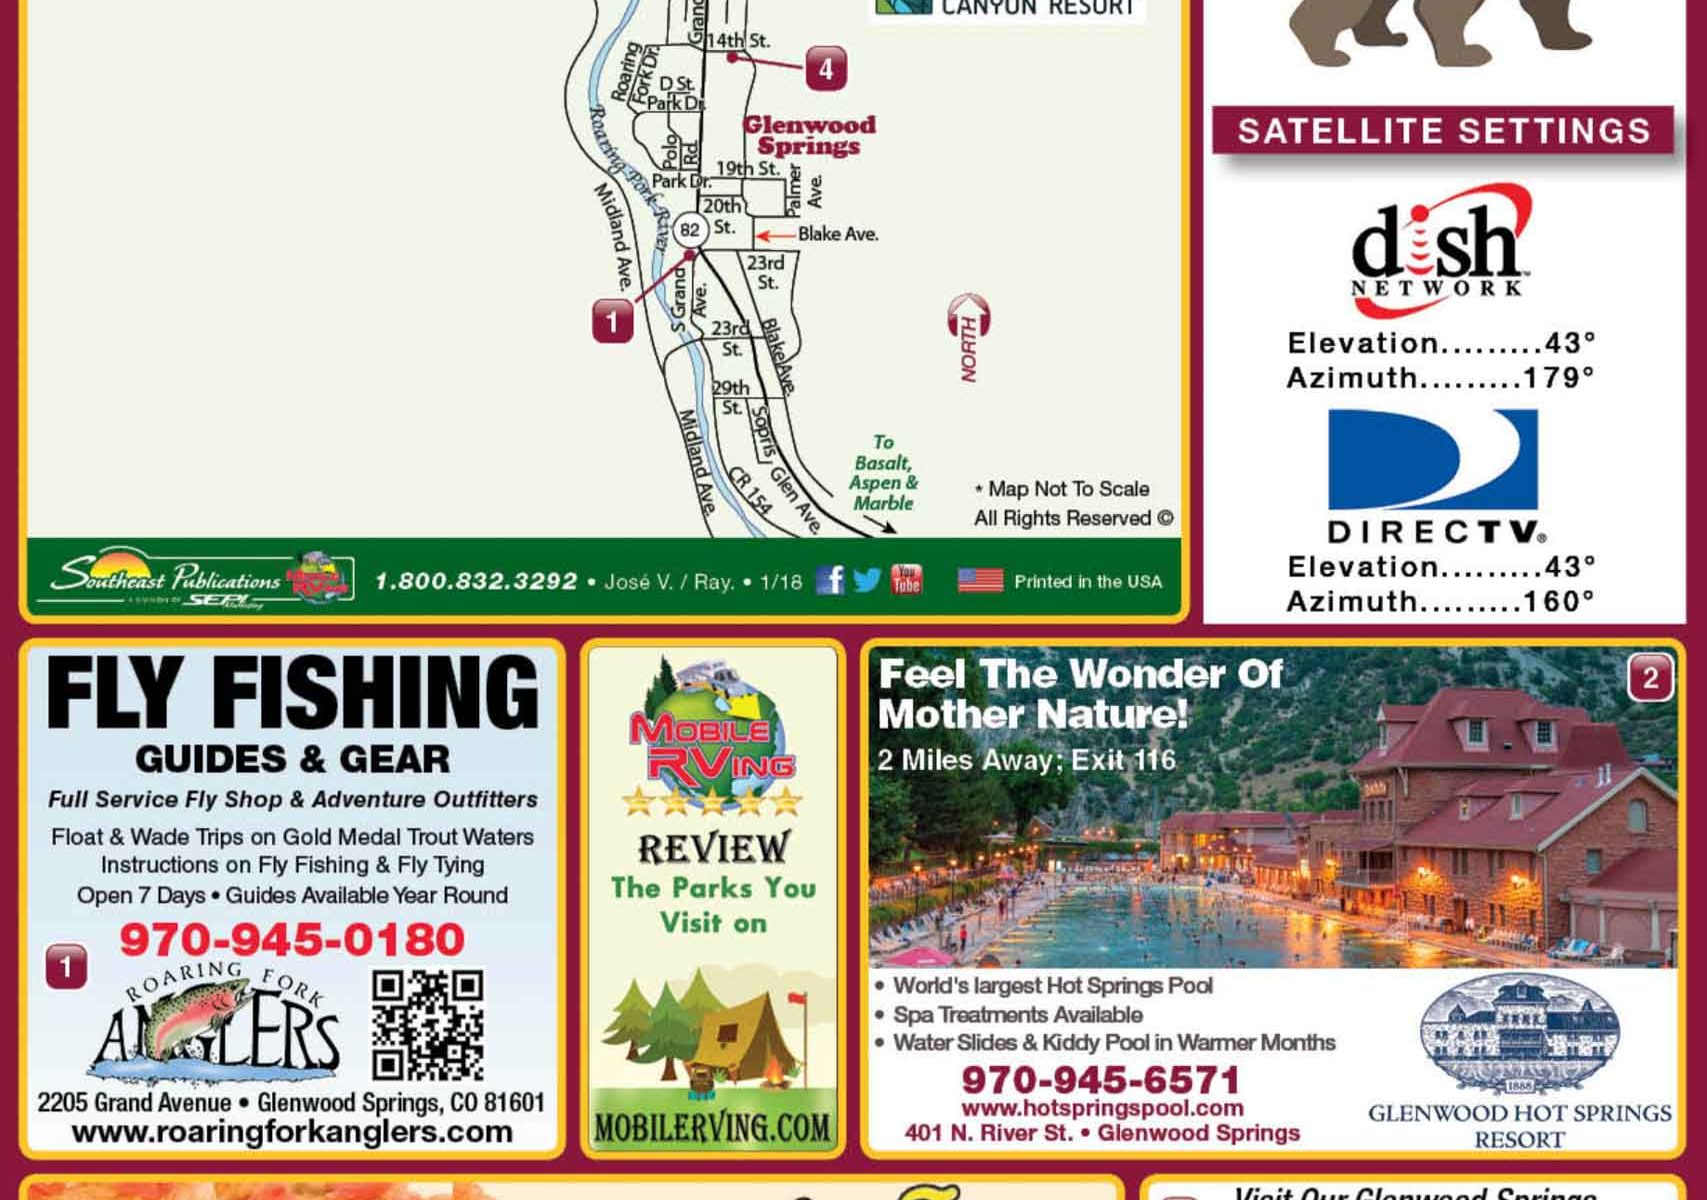 CANYON RESORT
Grand
14th St.
4
Roaring
Fork Dr.
D St.
Park Dr.
Glenwood
Springs
Polo
Rd.
19th St.
Park Dr.
Palmer
Ave.
20th
St.
82
Blake Ave.
Roaring Fork River
Midland Ave.
23rd
St.
1
S Grand
Ave.
23rd
St.
Blake Ave.
NORTH
29th
St.
Midland Ave.
Sopris
Glen Ave.
CR 154
To
Basalt,
Aspen &
Marble
* Map Not To Scale
All Rights Reserved ©
Southeast Publications
A DIVISION OF SEPI Marketing
Mobile
RVing
1.800.832.3292 • José V. / Ray. • 1/18
f
You
Tube
Printed in the USA
SATELLITE SETTINGS
dish
NETWORK
Elevation.........43°
Azimuth.........179°
DIRECTV®
Elevation.........43°
Azimuth.........160°
FLY FISHING
GUIDES & GEAR
Full Service Fly Shop & Adventure Outfitters
Float & Wade Trips on Gold Medal Trout Waters
Instructions on Fly Fishing & Fly Tying
Open 7 Days • Guides Available Year Round
970-945-0180
1
ROARING FORK
ANGLERS
2205 Grand Avenue • Glenwood Springs, CO 81601
www.roaringforkanglers.com
MOBILE
RVING
REVIEW
The Parks You
Visit on
MOBILERVING.COM
Feel The Wonder Of
Mother Nature!
2 Miles Away; Exit 116
2
• World's largest Hot Springs Pool
• Spa Treatments Available
• Water Slides & Kiddy Pool in Warmer Months
970-945-6571
www.hotspringspool.com
401 N. River St. • Glenwood Springs
1888
GLENWOOD HOT SPRINGS
RESORT
Visit Our Glenwood Springs